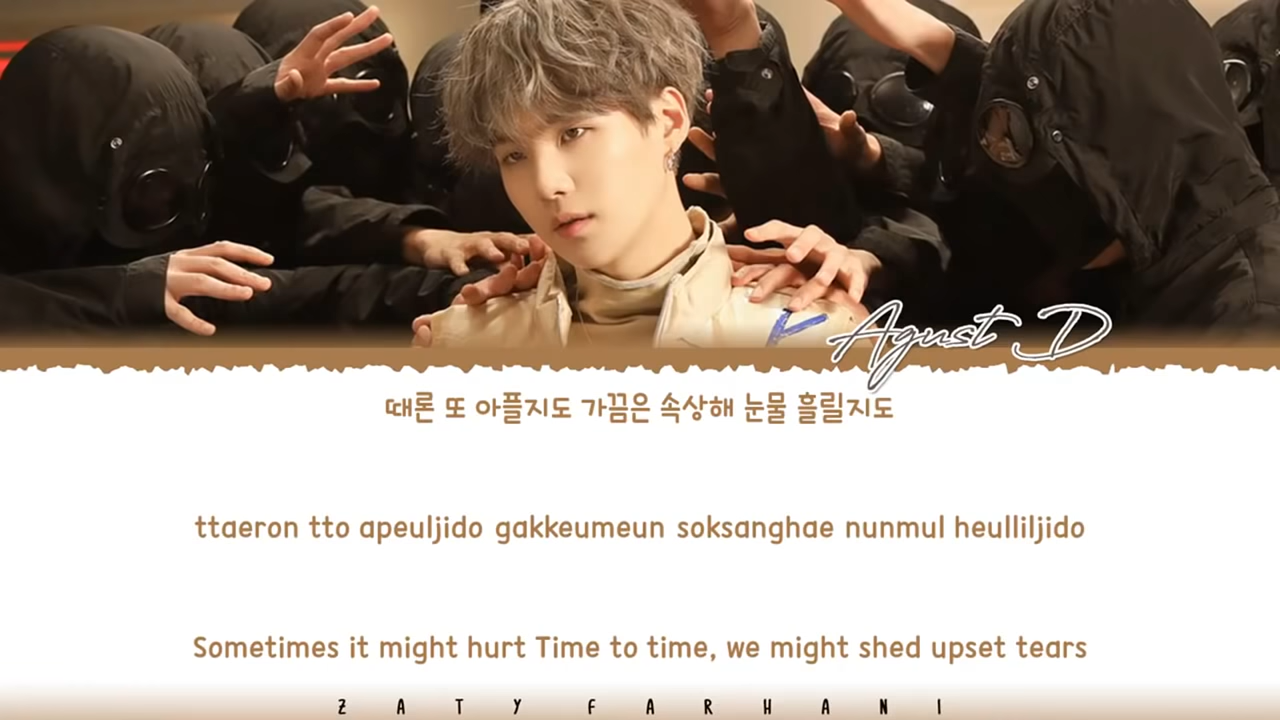 Agust D
때론 또 아플지도 가끔은 속상해 눈물 흘릴지도
ttaeron tto apeuljido gakkeumeun soksanghae nunmul heulliljido
Sometimes it might hurt Time to time, we might shed upset tears
ZATY FARHANI